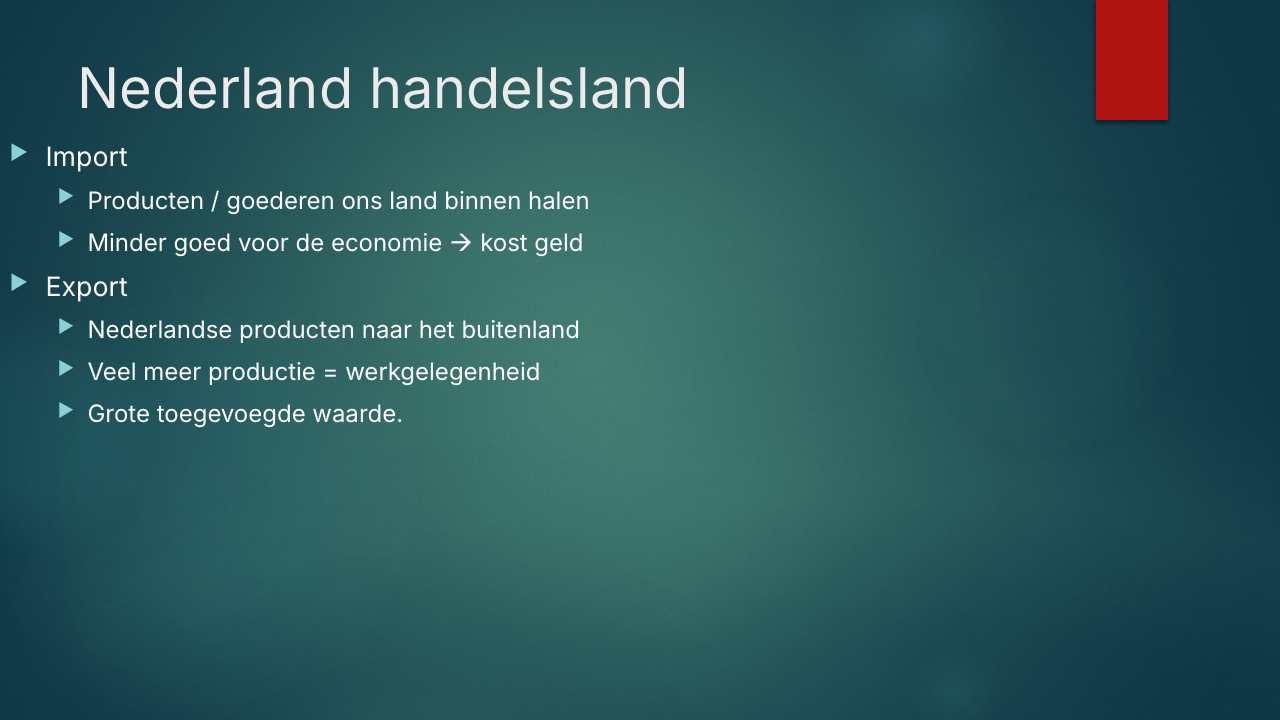 Nederland handelsland
Import
Producten / goederen ons land binnen halen
Minder goed voor de economie → kost geld
Export
Nederlandse producten naar het buitenland
Veel meer productie = werkgelegenheid
Grote toegevoegde waarde.